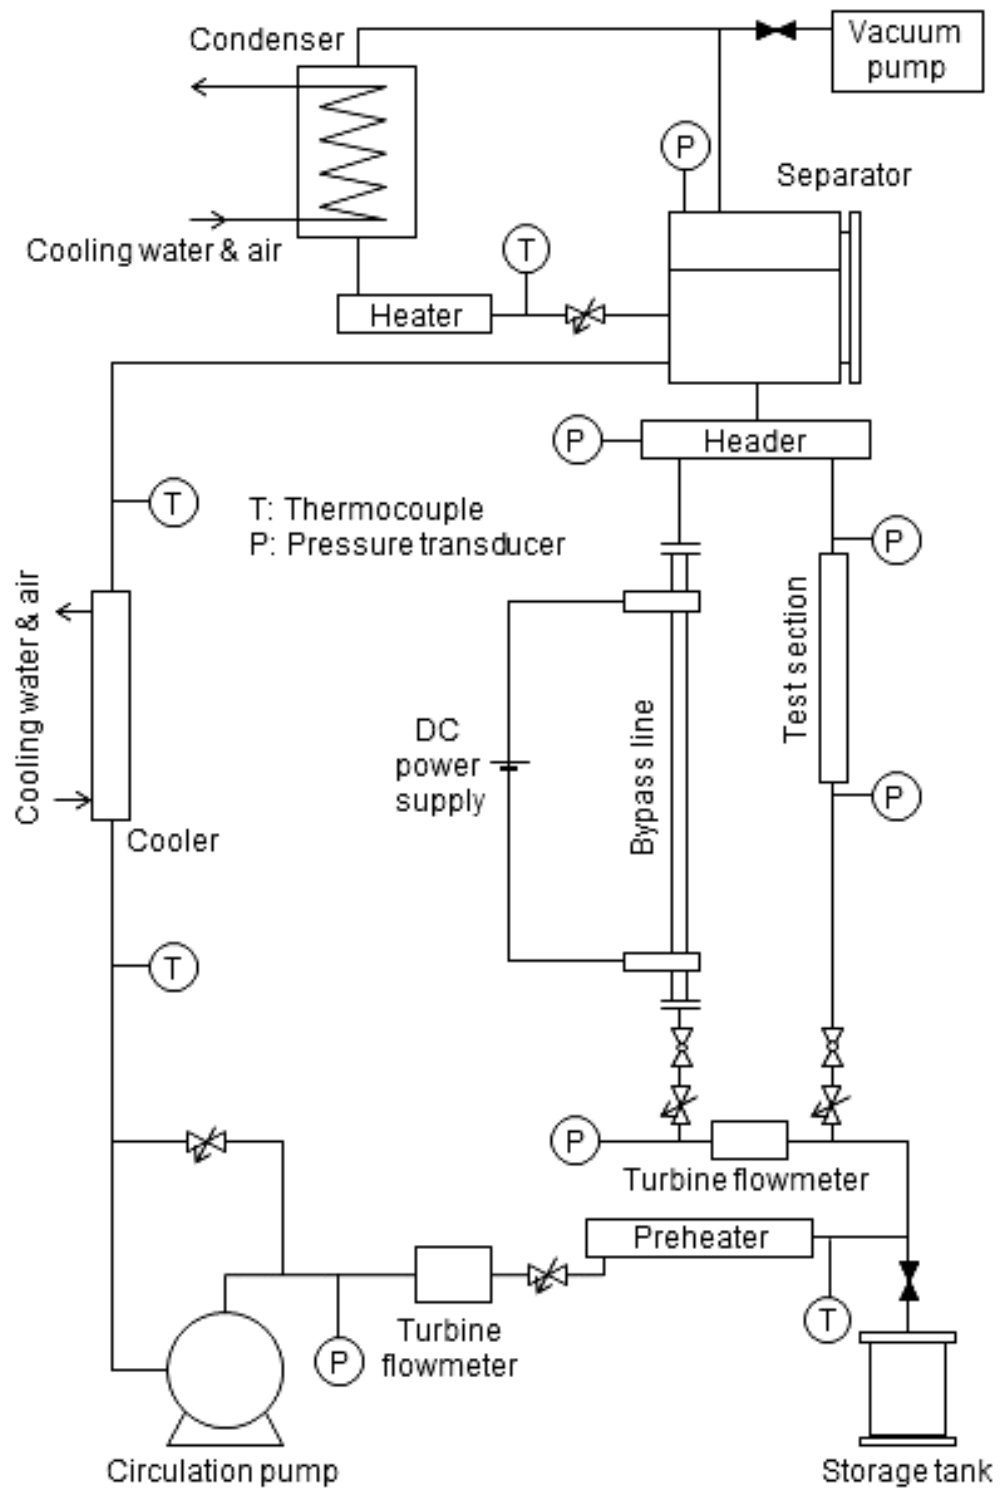 Condenser
Vacuum
pump
P
Separator
Cooling water & air
T
Heater
P
Header
T
T: Thermocouple
P: Pressure transducer
P
Cooling water & air
Test section
DC
power
supply
Bypass line
P
Cooler
T
P
Turbine flowmeter
Preheater
T
Turbine
flowmeter
P
Circulation pump
Storage tank